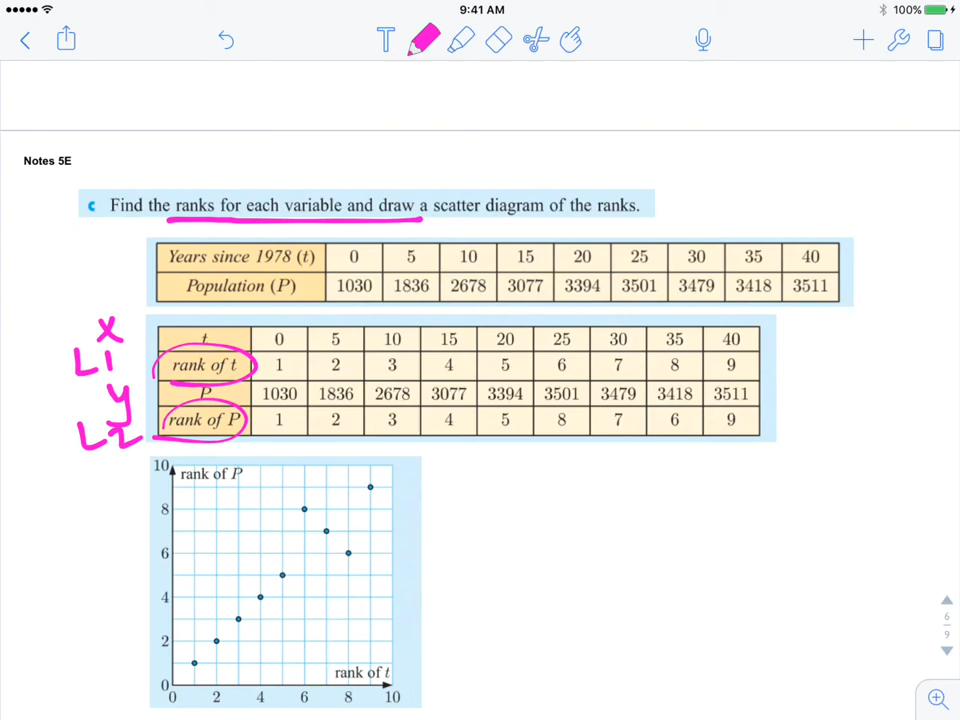 9:41 AM
100%
T
Notes 5E
c Find the ranks for each variable and draw a scatter diagram of the ranks.
Years since 1978 (t) 0 5 10 15 20 25 30 35 40
Population (P) 1030 1836 2678 3077 3394 3501 3479 3418 3511
x
t 0 5 10 15 20 25 30 35 40
L1
rank of t 1 2 3 4 5 6 7 8 9
y
P 1030 1836 2678 3077 3394 3501 3479 3418 3511
L2
rank of P 1 2 3 4 5 8 7 6 9
10 rank of P
8
6
4
2
0
rank of t
0 2 4 6 8 10
6
9